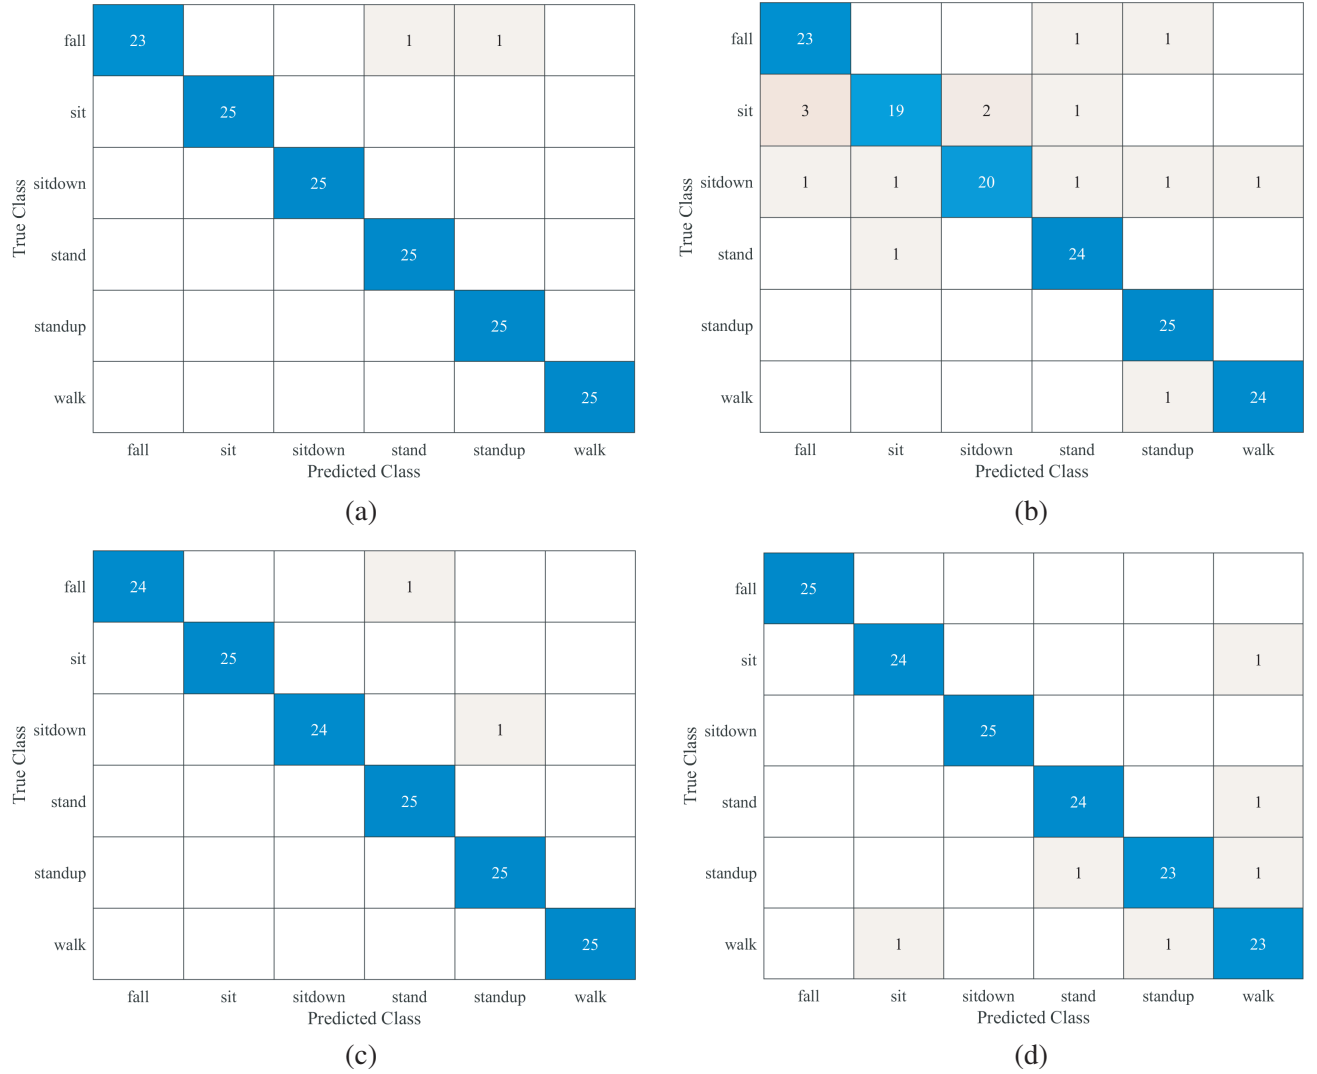 True Class
fall 23 1 1
sit 25
sitdown 25
stand 25
standup 25
walk 25
fall sit sitdown stand standup walk
Predicted Class
(a)
True Class
fall 23 1 1
sit 3 19 2 1
sitdown 1 1 20 1 1 1
stand 1 24
standup 25
walk 1 24
fall sit sitdown stand standup walk
Predicted Class
(b)
True Class
fall 24 1
sit 25
sitdown 24 1
stand 25
standup 25
walk 25
fall sit sitdown stand standup walk
Predicted Class
(c)
True Class
fall 25
sit 24 1
sitdown 25
stand 24 1
standup 1 23 1
walk 1 1 23
fall sit sitdown stand standup walk
Predicted Class
(d)